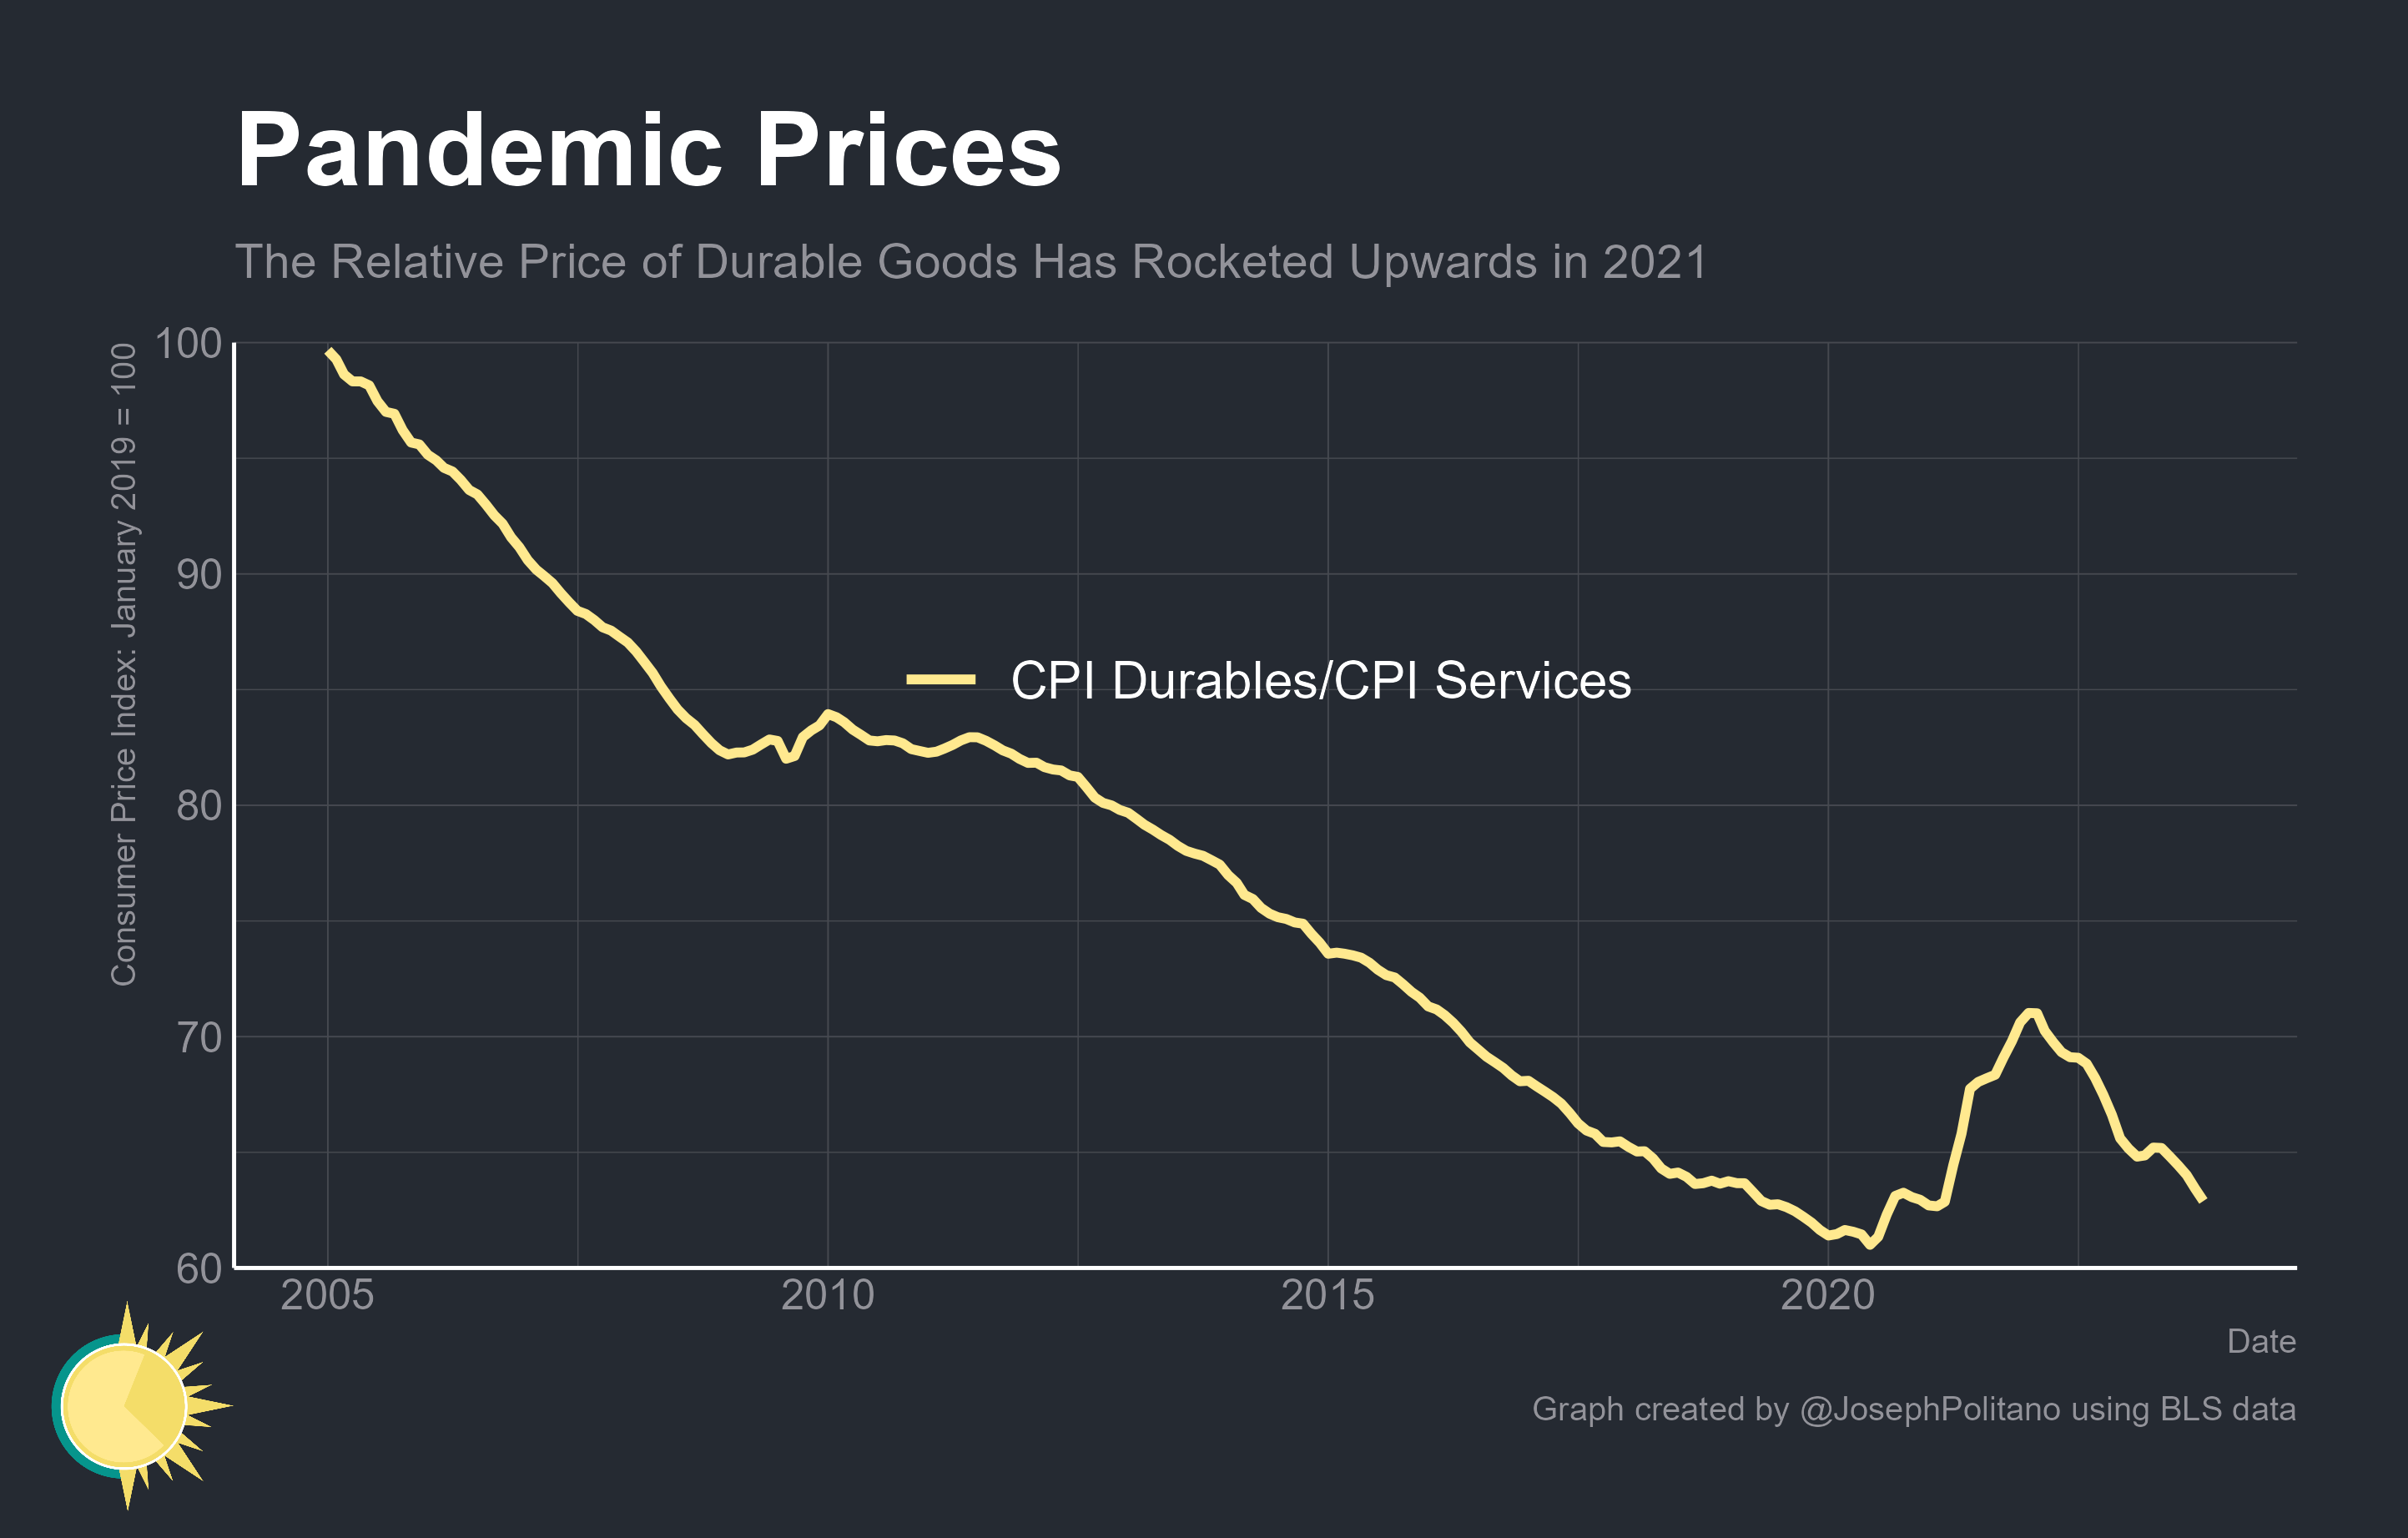 Pandemic Prices
The Relative Price of Durable Goods Has Rocketed Upwards in 2021
Consumer Price Index: January 2019 = 100
100
90
80
70
60
CPI Durables/CPI Services
2005
2010
2015
2020
Date
Graph created by @JosephPolitano using BLS data